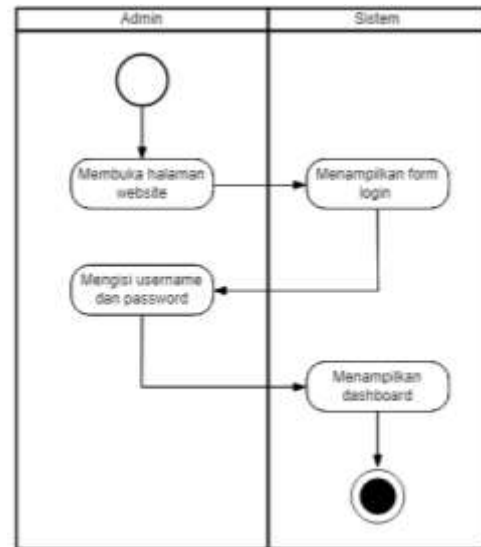 Admin
Sistem
Membuka halaman
website
Menampilkan form
login
Mengisi username
dan password
Menampilkan
dashboard